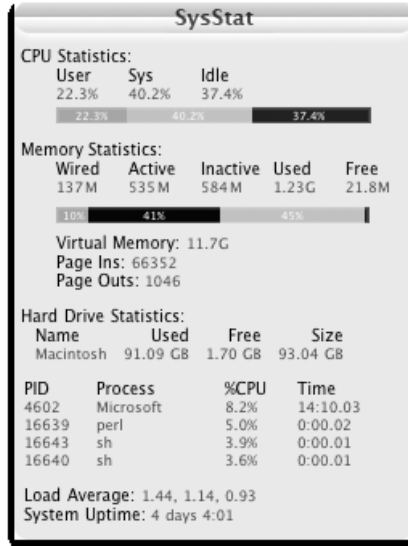 SysStat
CPU Statistics:
User Sys Idle
22.3% 40.2% 37.4%
22.3% 40.2% 37.4%
Memory Statistics:
Wired Active Inactive Used Free
137M 535M 584M 1.23G 21.8M
10% 41% 45%
Virtual Memory: 11.7G
Page Ins: 66352
Page Outs: 1046
Hard Drive Statistics:
Name Used Free Size
Macintosh 91.09 GB 1.70 GB 93.04 GB
PID Process %CPU Time
4602 Microsoft 8.2% 14:10.03
16639 perl 5.0% 0:00.02
16643 sh 3.9% 0:00.01
16640 sh 3.6% 0:00.01
Load Average: 1.44, 1.14, 0.93
System Uptime: 4 days 4:01